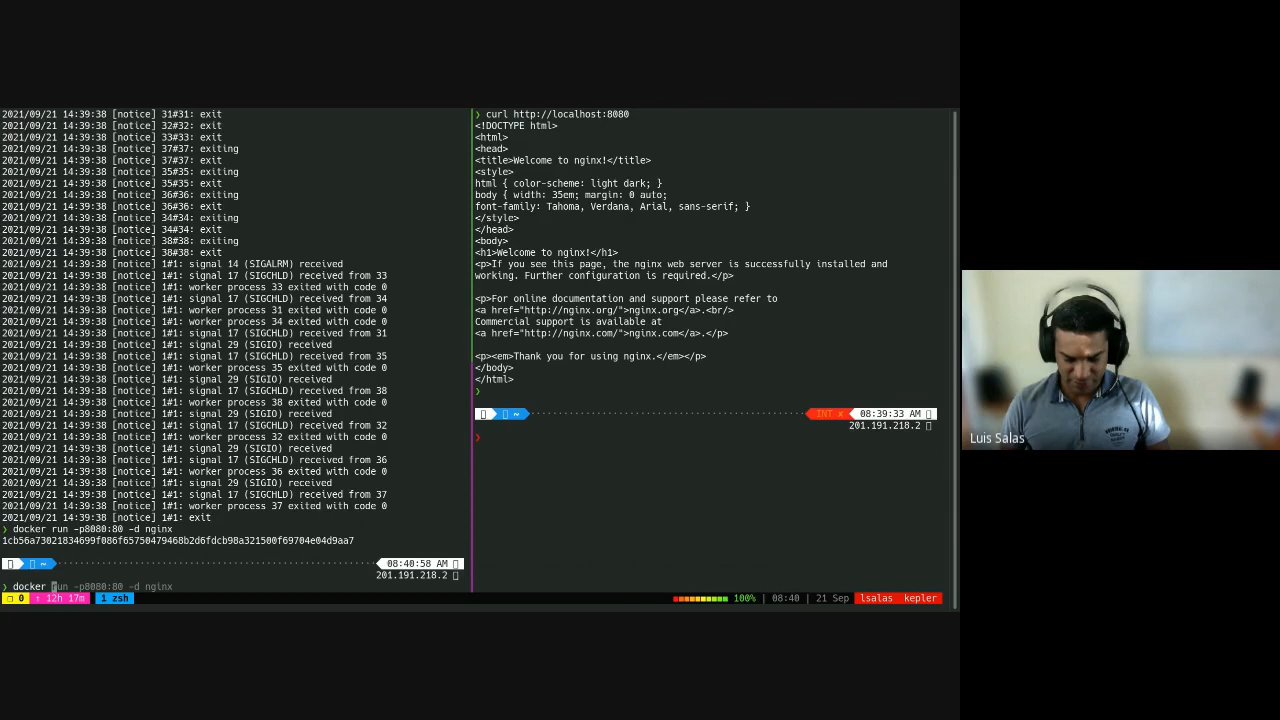 2021/09/21 14:39:38 [notice] 31#31: exit
2021/09/21 14:39:38 [notice] 32#32: exit
2021/09/21 14:39:38 [notice] 33#33: exit
2021/09/21 14:39:38 [notice] 37#37: exiting
2021/09/21 14:39:38 [notice] 37#37: exit
2021/09/21 14:39:38 [notice] 35#35: exiting
2021/09/21 14:39:38 [notice] 35#35: exit
2021/09/21 14:39:38 [notice] 36#36: exiting
2021/09/21 14:39:38 [notice] 36#36: exit
2021/09/21 14:39:38 [notice] 34#34: exiting
2021/09/21 14:39:38 [notice] 34#34: exit
2021/09/21 14:39:38 [notice] 38#38: exiting
2021/09/21 14:39:38 [notice] 38#38: exit
2021/09/21 14:39:38 [notice] 1#1: signal 14 (SIGALRM) received
2021/09/21 14:39:38 [notice] 1#1: signal 17 (SIGCHLD) received from 33
2021/09/21 14:39:38 [notice] 1#1: worker process 33 exited with code 0
2021/09/21 14:39:38 [notice] 1#1: signal 17 (SIGCHLD) received from 34
2021/09/21 14:39:38 [notice] 1#1: worker process 31 exited with code 0
2021/09/21 14:39:38 [notice] 1#1: worker process 34 exited with code 0
2021/09/21 14:39:38 [notice] 1#1: signal 17 (SIGCHLD) received from 31
2021/09/21 14:39:38 [notice] 1#1: signal 29 (SIGIO) received
2021/09/21 14:39:38 [notice] 1#1: signal 17 (SIGCHLD) received from 35
2021/09/21 14:39:38 [notice] 1#1: worker process 35 exited with code 0
2021/09/21 14:39:38 [notice] 1#1: signal 29 (SIGIO) received
2021/09/21 14:39:38 [notice] 1#1: signal 17 (SIGCHLD) received from 38
2021/09/21 14:39:38 [notice] 1#1: worker process 38 exited with code 0
2021/09/21 14:39:38 [notice] 1#1: signal 29 (SIGIO) received
2021/09/21 14:39:38 [notice] 1#1: signal 17 (SIGCHLD) received from 32
2021/09/21 14:39:38 [notice] 1#1: worker process 32 exited with code 0
2021/09/21 14:39:38 [notice] 1#1: signal 29 (SIGIO) received
2021/09/21 14:39:38 [notice] 1#1: signal 17 (SIGCHLD) received from 36
2021/09/21 14:39:38 [notice] 1#1: worker process 36 exited with code 0
2021/09/21 14:39:38 [notice] 1#1: signal 29 (SIGIO) received
2021/09/21 14:39:38 [notice] 1#1: signal 17 (SIGCHLD) received from 37
2021/09/21 14:39:38 [notice] 1#1: worker process 37 exited with code 0
2021/09/21 14:39:38 [notice] 1#1: exit
❯ docker run -p8080:80 -d nginx
1cb56a73021834699f086f65750479468b2d6fdcb98a321500f69704e04d9aa7
~ 08:40:58 AM
201.191.218.2
❯ docker run -p8080:80 -d nginx
❯ curl http://localhost:8080
<!DOCTYPE html>
<html>
<head>
<title>Welcome to nginx!</title>
<style>
html { color-scheme: light dark; }
body { width: 35em; margin: 0 auto;
font-family: Tahoma, Verdana, Arial, sans-serif; }
</style>
</head>
<body>
<h1>Welcome to nginx!</h1>
<p>If you see this page, the nginx web server is successfully installed and
working. Further configuration is required.</p>
<p>For online documentation and support please refer to
<a href="http://nginx.org/">nginx.org</a>.<br/>
Commercial support is available at
<a href="http://nginx.com/">nginx.com</a>.</p>
<p><em>Thank you for using nginx.</em></p>
</body>
</html>
❯
~ INT ✘ 08:39:33 AM
201.191.218.2
❯
0 ↑ 12h 17m 1 zsh 100% | 08:40 | 21 Sep lsalas kepler
Luis Salas